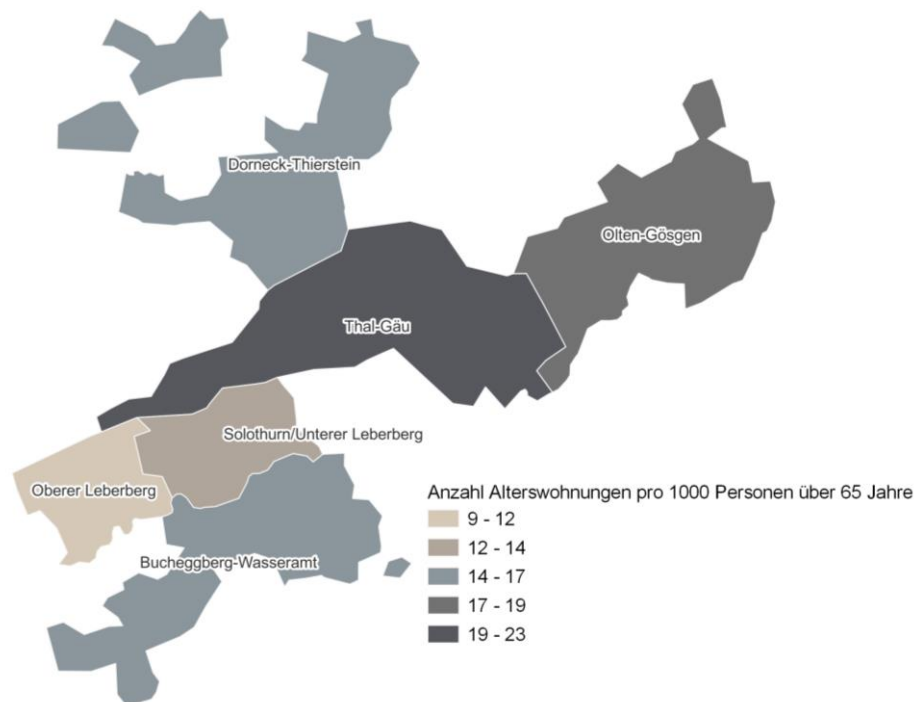 Dorneck-Thierstein
Olten-Gösgen
Thal-Gäu
Solothurn/Unterer Leberberg
Oberer Leberberg
Bucheggberg-Wasseramt
Anzahl Alterswohnungen pro 1000 Personen über 65 Jahre
9 - 12
12 - 14
14 - 17
17 - 19
19 - 23